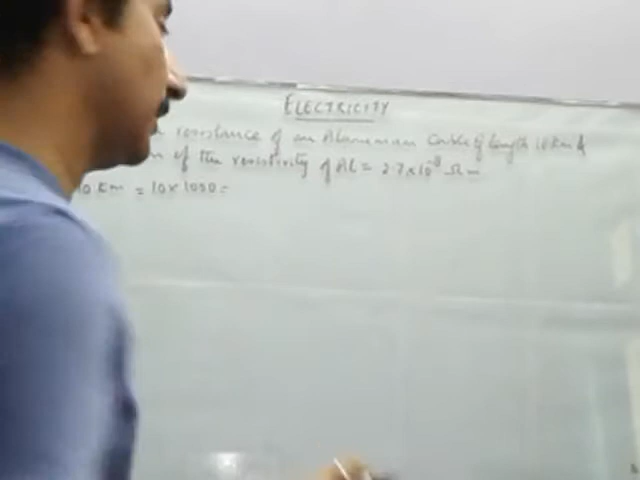 ELECTRICITY
resistance of an Aluminium Cable of length 10 km &
of the resistivity of Al = 2.7×10⁻⁸ Ωm
10 Km = 10×1000 =